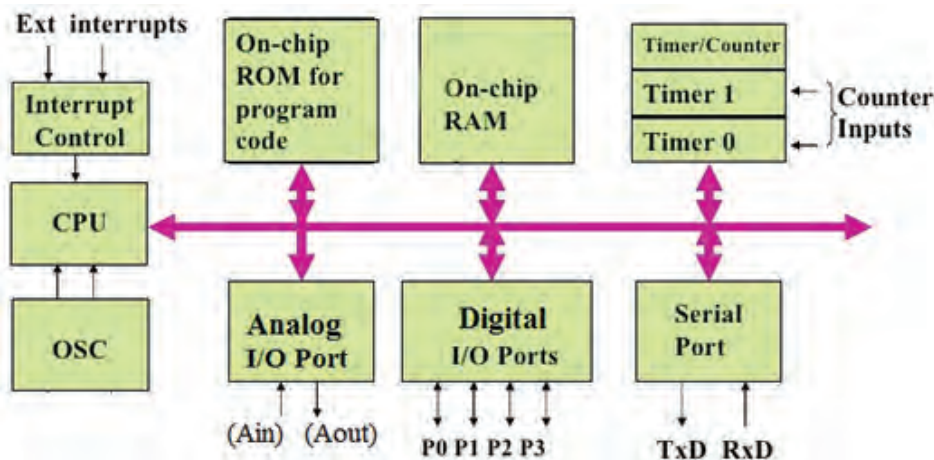 Ext interrupts
Interrupt
Control
CPU
OSC
On-chip
ROM for
program
code
On-chip
RAM
Timer/Counter
Timer 1
Timer 0
Counter
Inputs
Analog
I/O Port
(Ain) (Aout)
Digital
I/O Ports
P0 P1 P2 P3
Serial
Port
TxD RxD